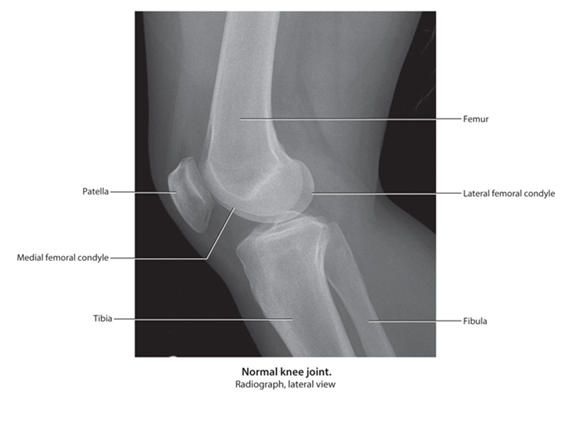 Femur
Patella
Lateral femoral condyle
Medial femoral condyle
Tibia
Fibula
Normal knee joint.
Radiograph, lateral view